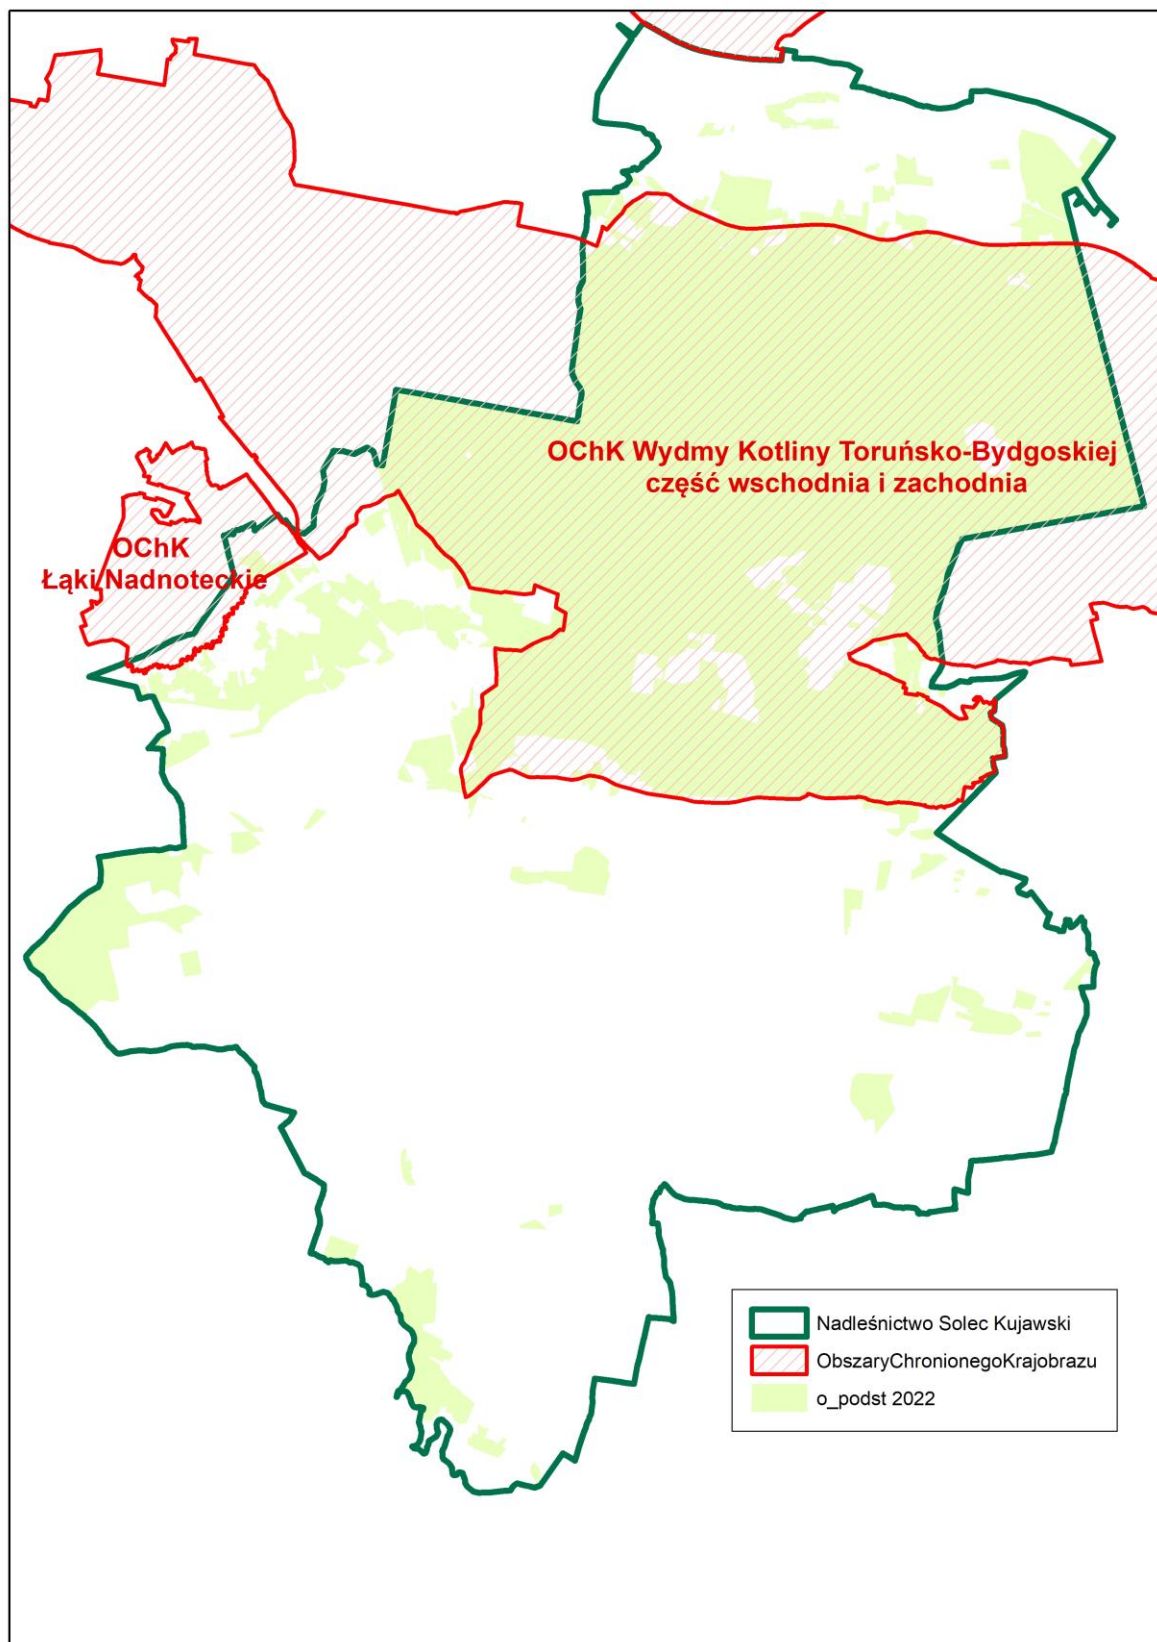 OChK Wydmy Kotliny Toruńsko-Bydgoskiej
część wschodnia i zachodnia
OChK
Łąki Nadnoteckie
Nadleśnictwo Solec Kujawski
ObszaryChronionegoKrajobrazu
o_podst 2022